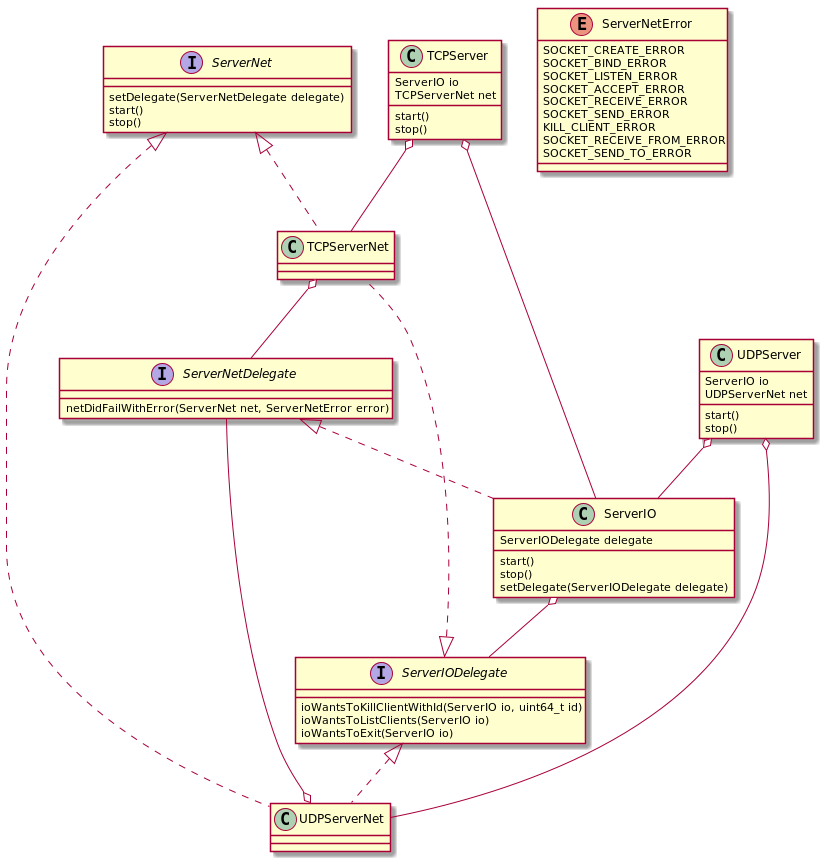 E ServerNetError
SOCKET_CREATE_ERROR
SOCKET_BIND_ERROR
SOCKET_LISTEN_ERROR
SOCKET_ACCEPT_ERROR
SOCKET_RECEIVE_ERROR
SOCKET_SEND_ERROR
KILL_CLIENT_ERROR
SOCKET_RECEIVE_FROM_ERROR
SOCKET_SEND_TO_ERROR
I ServerNet
setDelegate(ServerNetDelegate delegate)
start()
stop()
C TCPServer
ServerIO io
TCPServerNet net
start()
stop()
C TCPServerNet
I ServerNetDelegate
netDidFailWithError(ServerNet net, ServerNetError error)
C UDPServer
ServerIO io
UDPServerNet net
start()
stop()
C ServerIO
ServerIODelegate delegate
start()
stop()
setDelegate(ServerIODelegate delegate)
I ServerIODelegate
ioWantsToKillClientWithId(ServerIO io, uint64_t id)
ioWantsToListClients(ServerIO io)
ioWantsToExit(ServerIO io)
C UDPServerNet